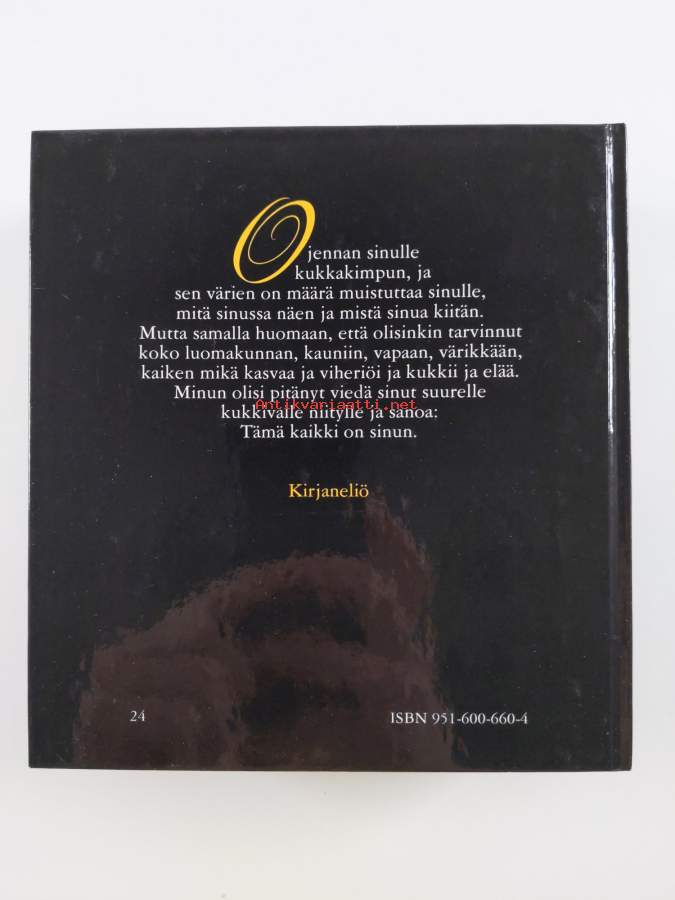 Ojennan sinulle
kukkakimpun, ja
sen värien on määrä muistuttaa sinulle,
mitä sinussa näen ja mistä sinua kiitän.
Mutta samalla huomaan, että olisinkin tarvinnut
koko luomakunnan, kauniin, vapaan, värikkään,
kaiken mikä kasvaa ja viheriöi ja kukkii ja elää.
Minun olisi pitänyt viedä sinut suurelle
Antikvariaatti.net
kukkivalle niitylle ja sanoa:
Tämä kaikki on sinun.
Kirjaneliö
24
ISBN 951-600-660-4